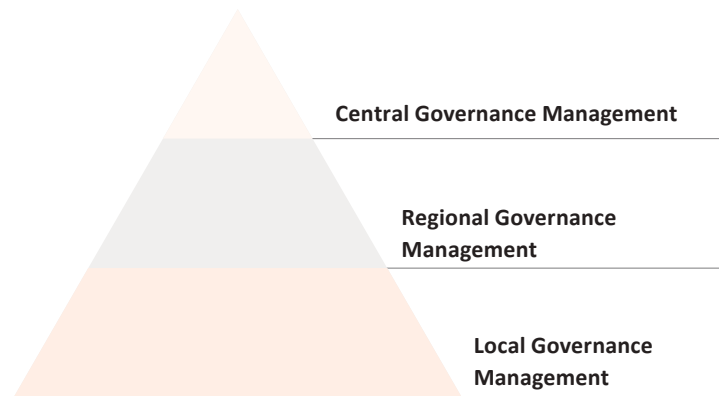 Central Governance Management
Regional Governance
Management
Local Governance
Management